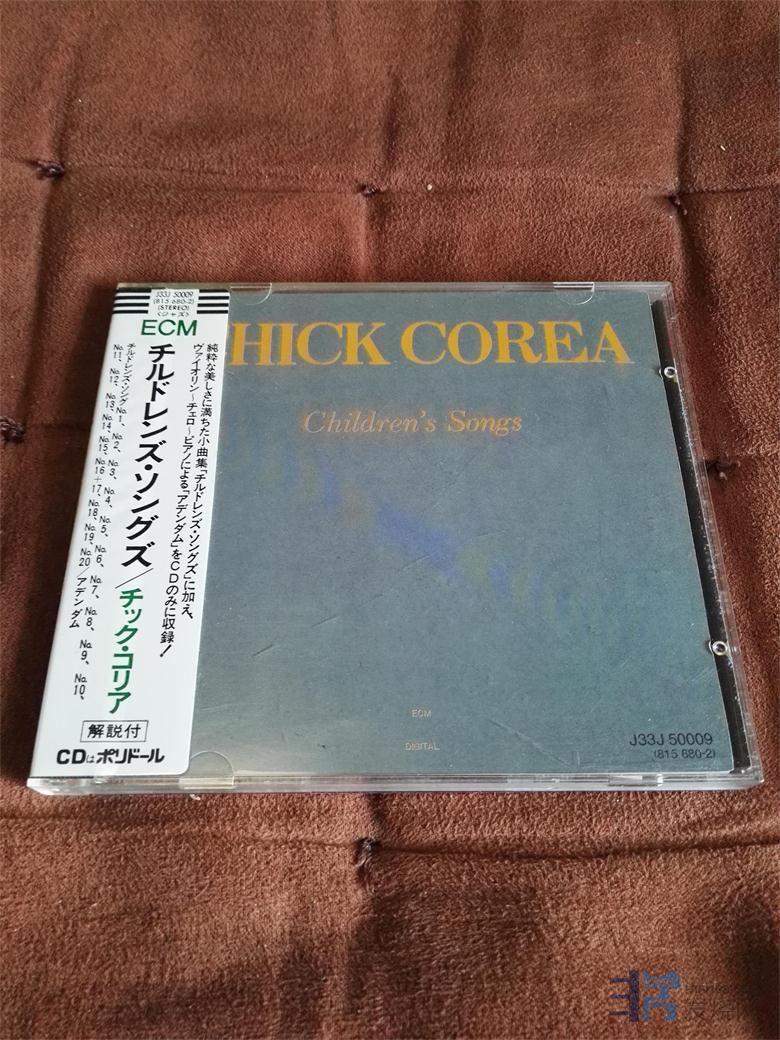 J33J 50009
(815 680-2)
(STEREO)
〈ジャズ〉
ECM
純粋な美しさに満ちた小曲集「チルドレンズ・ソングズ」に加え、
ヴァイオリン〜チェロ〜ピアノによる「アデンダム」をCDのみに収録!
チルドレンズ・ソングズ/チック・コリア
チルドレンズ・ソングNo.1、No.2、No.3、No.4、No.5、No.6、No.7、No.8、No.9、No.10、
No.11、No.12、No.13、No.14、No.15、No.16+17、No.18、No.19、No.20/アデンダム
解説付
CDはポリドール
HICK COREA
Children's Songs
ECM
DIGITAL
J33J 50009
(815 680-2)